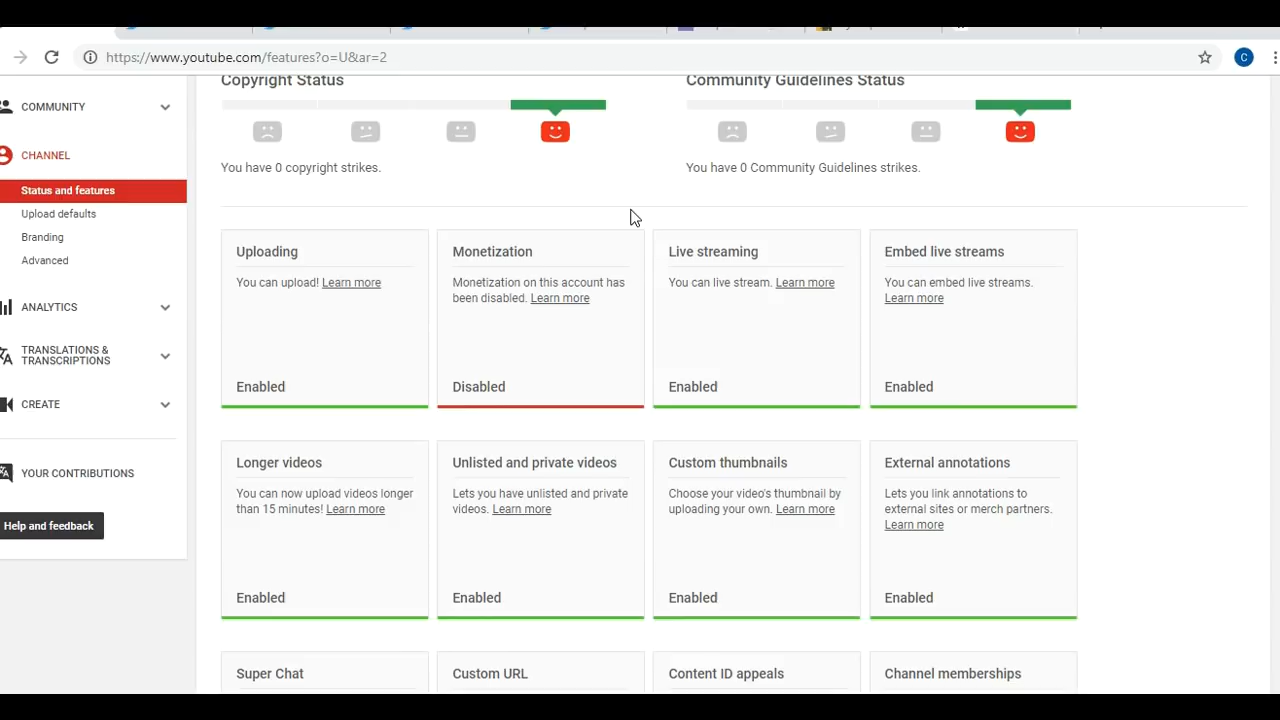 https://www.youtube.com/features?o=U&ar=2
C
COMMUNITY
CHANNEL
Status and features
Upload defaults
Branding
Advanced
ANALYTICS
TRANSLATIONS &
TRANSCRIPTIONS
CREATE
YOUR CONTRIBUTIONS
Help and feedback
Copyright Status
You have 0 copyright strikes.
Community Guidelines Status
You have 0 Community Guidelines strikes.
Uploading
You can upload! Learn more
Enabled
Monetization
Monetization on this account has
been disabled. Learn more
Disabled
Live streaming
You can live stream. Learn more
Enabled
Embed live streams
You can embed live streams.
Learn more
Enabled
Longer videos
You can now upload videos longer
than 15 minutes! Learn more
Enabled
Unlisted and private videos
Lets you have unlisted and private
videos. Learn more
Enabled
Custom thumbnails
Choose your video's thumbnail by
uploading your own. Learn more
Enabled
External annotations
Lets you link annotations to
external sites or merch partners.
Learn more
Enabled
Super Chat
Custom URL
Content ID appeals
Channel memberships